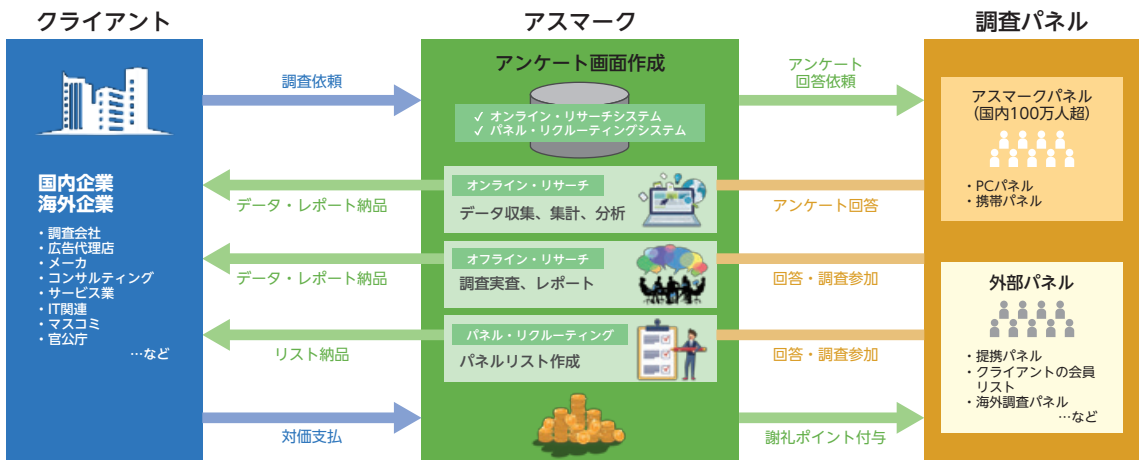 クライアント
アスマーク
調査パネル
国内企業
海外企業
・調査会社
・広告代理店
・メーカ
・コンサルティング
・サービス業
・IT関連
・マスコミ
・官公庁
…など
調査依頼
データ・レポート納品
データ・レポート納品
リスト納品
対価支払
アンケート画面作成
✓ オンライン・リサーチシステム
✓ パネル・リクルーティングシステム
オンライン・リサーチ
データ収集、集計、分析
オフライン・リサーチ
調査実査、レポート
パネル・リクルーティング
パネルリスト作成
アンケート
回答依頼
アンケート回答
回答・調査参加
回答・調査参加
謝礼ポイント付与
アスマークパネル
(国内100万人超)
・PCパネル
・携帯パネル
外部パネル
・提携パネル
・クライアントの会員
リスト
・海外調査パネル
…など